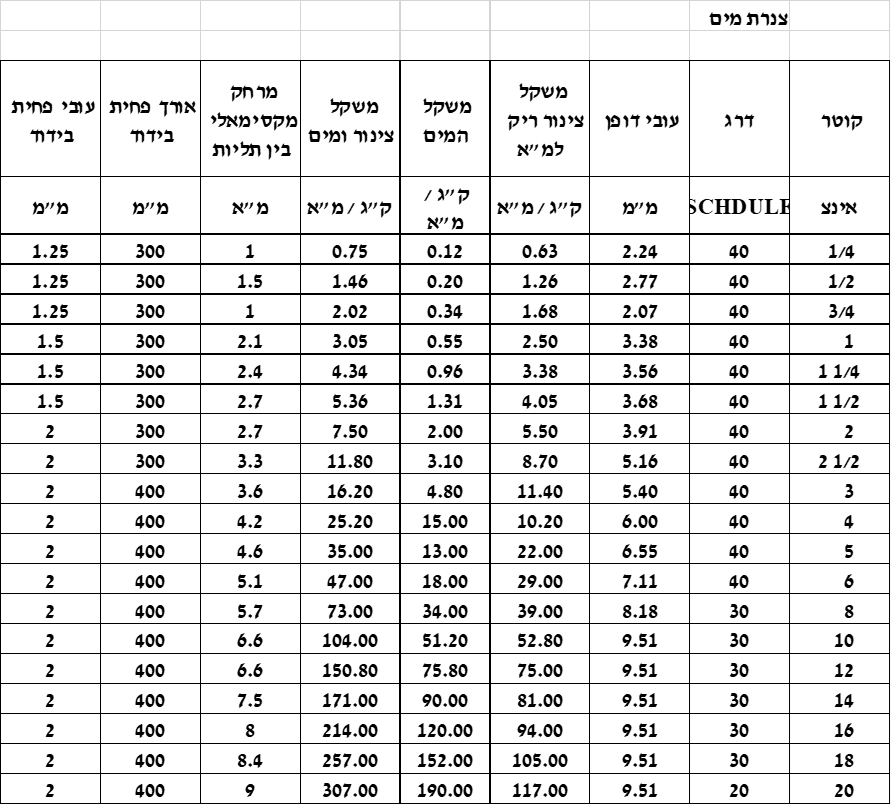 צנרת מים
קוטר דרג עובי דופן משקל צינור ריק למ״א משקל המים משקל צינור ומים מרחק מקסימאלי בין תליות אורך פחית בידוד עובי פחית בידוד
אינצ SCHDULE מ״מ ק״ג / מ״א ק״ג / מ״א ק״ג / מ״א מ״א מ״מ מ״מ
1/4 40 2.24 0.63 0.12 0.75 1 300 1.25
1/2 40 2.77 1.26 0.20 1.46 1.5 300 1.25
3/4 40 2.07 1.68 0.34 2.02 1 300 1.25
1 40 3.38 2.50 0.55 3.05 2.1 300 1.5
1 1/4 40 3.56 3.38 0.96 4.34 2.4 300 1.5
1 1/2 40 3.68 4.05 1.31 5.36 2.7 300 1.5
2 40 3.91 5.50 2.00 7.50 2.7 300 2
2 1/2 40 5.16 8.70 3.10 11.80 3.3 300 2
3 40 5.40 11.40 4.80 16.20 3.6 400 2
4 40 6.00 10.20 15.00 25.20 4.2 400 2
5 40 6.55 22.00 13.00 35.00 4.6 400 2
6 40 7.11 29.00 18.00 47.00 5.1 400 2
8 30 8.18 39.00 34.00 73.00 5.7 400 2
10 30 9.51 52.80 51.20 104.00 6.6 400 2
12 30 9.51 75.00 75.80 150.80 6.6 400 2
14 30 9.51 81.00 90.00 171.00 7.5 400 2
16 30 9.51 94.00 120.00 214.00 8 400 2
18 30 9.51 105.00 152.00 257.00 8.4 400 2
20 20 9.51 117.00 190.00 307.00 9 400 2